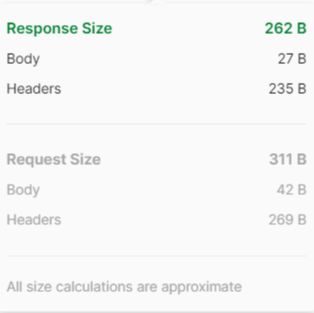 Response Size 262 B
Body 27 B
Headers 235 B
Request Size 311 B
Body 42 B
Headers 269 B
All size calculations are approximate